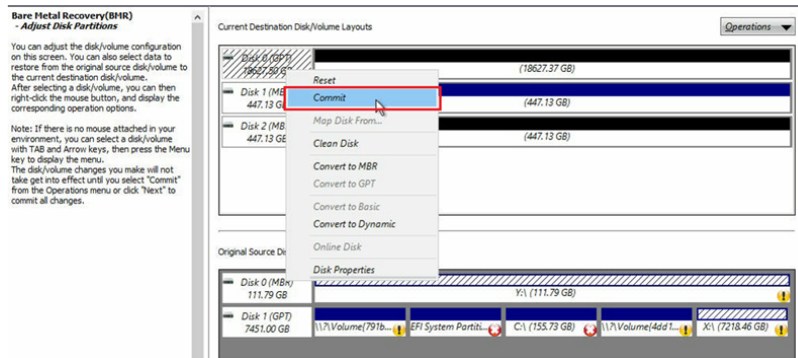 Bare Metal Recovery(BMR)
- Adjust Disk Partitions
You can adjust the disk/volume configuration
on this screen. You can also select data to
restore from the original source disk/volume to
the current destination disk/volume.
After selecting a disk/volume, you can then
right-click the mouse button, and display the
corresponding operation options.
Note: If there is no mouse attached in your
environment, you can select a disk/volume
with TAB and Arrow keys, then press the Menu
key to display the menu.
The disk/volume changes you make will not
take get into effect until you select "Commit"
from the Operations menu or click "Next" to
commit all changes.
Current Destination Disk/Volume Layouts
Operations
Disk 0 (GPT)
18627.50 G
(18627.37 GB)
Disk 1 (MB
447.13 G
(447.13 GB)
Disk 2 (MB
447.13 GB
(447.13 GB)
Reset
Commit
Map Disk From...
Clean Disk
Convert to MBR
Convert to GPT
Convert to Basic
Convert to Dynamic
Online Disk
Disk Properties
Original Source Dis
Disk 0 (MBR)
111.79 GB
Y:\ (111.79 GB)
Disk 1 (GPT)
7451.00 GB
\\?\Volume(791b...
EFI System Partiti...
C:\ (155.73 GB)
\\?\Volume(4dd1...
X:\ (7218.46 GB)